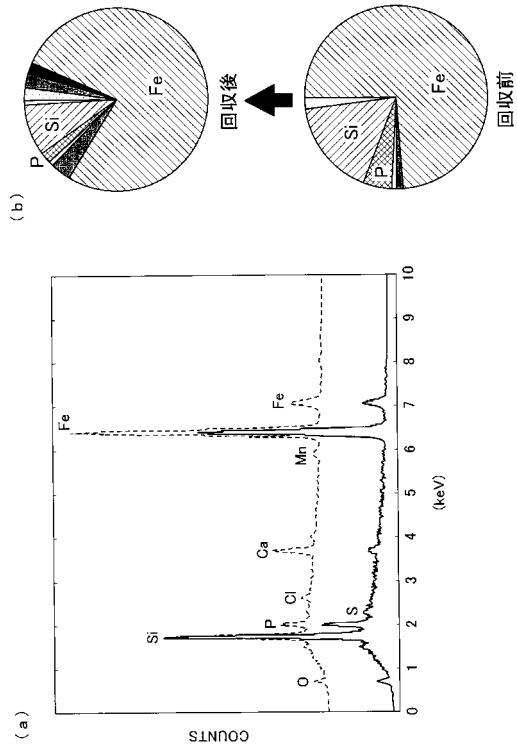 (a)
COUNTS
O
Si
P
S
Cl
Ca
Mn
Fe
Fe
0 1 2 3 4 5 6 7 8 9 10
(keV)
(b)
P
Si
Fe
回収後
P
Si
Fe
回収前